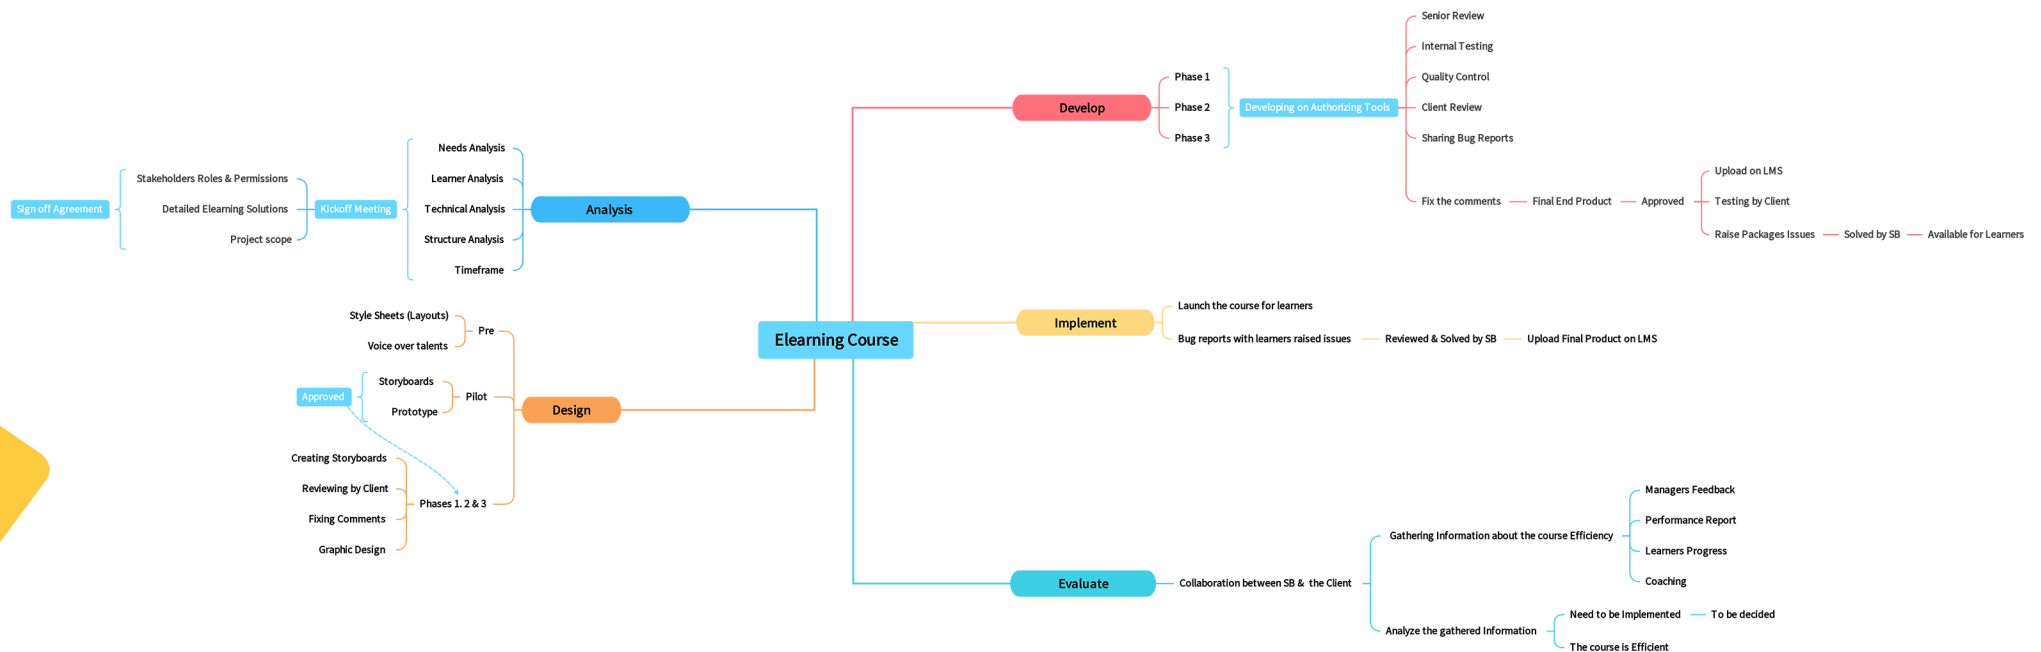 Elearning Course
Analysis
Needs Analysis
Learner Analysis
Technical Analysis
Structure Analysis
Timeframe
Kickoff Meeting
Stakeholders Roles & Permissions
Detailed Elearning Solutions
Project scope
Sign off Agreement
Design
Pre
Style Sheets (Layouts)
Voice over talents
Pilot
Storyboards
Prototype
Approved
Phases 1. 2 & 3
Creating Storyboards
Reviewing by Client
Fixing Comments
Graphic Design
Develop
Phase 1
Phase 2
Phase 3
Developing on Authorizing Tools
Senior Review
Internal Testing
Quality Control
Client Review
Sharing Bug Reports
Fix the comments
Final End Product
Approved
Upload on LMS
Testing by Client
Raise Packages Issues
Solved by SB
Available for Learners
Implement
Launch the course for learners
Bug reports with learners raised issues
Reviewed & Solved by SB
Upload Final Product on LMS
Evaluate
Collaboration between SB & the Client
Gathering Information about the course Efficiency
Managers Feedback
Performance Report
Learners Progress
Coaching
Analyze the gathered Information
Need to be Implemented
To be decided
The course is Efficient